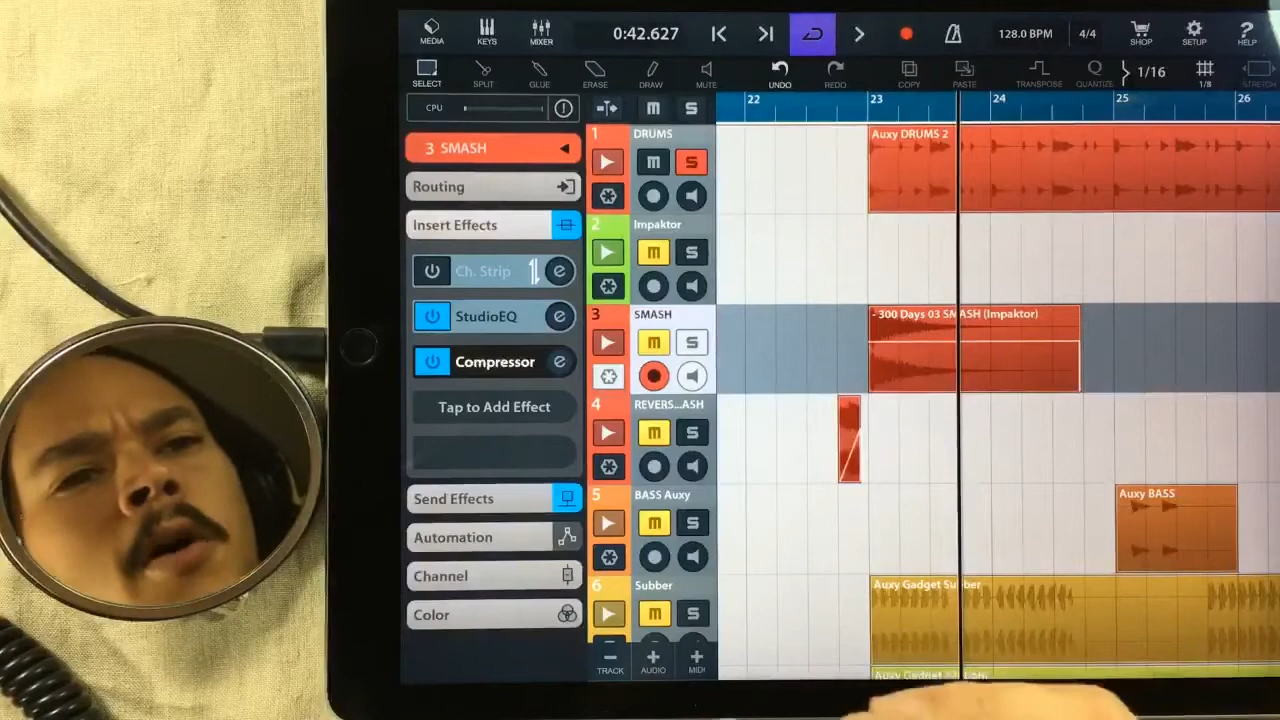 MEDIA KEYS MIXER 0:42.627 128.0 BPM 4/4 SHOP SETUP HELP
SELECT SPLIT GLUE ERASE DRAW MUTE UNDO REDO COPY PASTE TRANSPOSE QUANTIZE 1/16 1/8 STRETCH
CPU m S 22 23 24 25 26
3 SMASH
Routing
Insert Effects
Ch. Strip e
StudioEQ e
Compressor e
Tap to Add Effect
Send Effects
Automation
Channel
Color
1 DRUMS
m S
2 Impaktor
m S
3 SMASH
m S
4 REVERS...ASH
m S
5 BASS Auxy
m S
6 Subber
m S
TRACK AUDIO MIDI
Auxy DRUMS 2
- 300 Days 03 SMASH (Impaktor)
Auxy BASS
Auxy Gadget Subber
Auxy Gadget